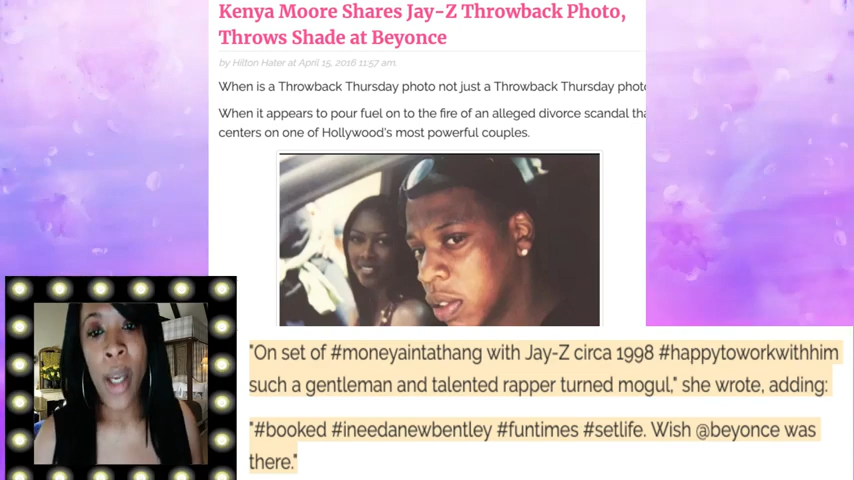 Kenya Moore Shares Jay-Z Throwback Photo,
Throws Shade at Beyonce
by Hilton Hater at April 15, 2016 11:57 am.
When is a Throwback Thursday photo not just a Throwback Thursday phot
When it appears to pour fuel on to the fire of an alleged divorce scandal tha
centers on one of Hollywood's most powerful couples.
"On set of #moneyaintathang with Jay-Z circa 1998 #happytoworkwithhim
such a gentleman and talented rapper turned mogul," she wrote, adding:
"#booked #ineedanewbentley #funtimes #setlife. Wish @beyonce was
there."